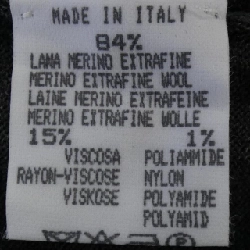 MADE IN ITALY
84%
LANA MERINO EXTRAFINE
MERINO EXTRAFINE WOOL
LAINE MERINO EXTRAFEINE
MERINO EXTRAFINE WOLLE
15% 1%
VISCOSA POLIAMMIDE
RAYON-VISCOSE NYLON
VISKOSE POLYAMIDE
POLYAMID